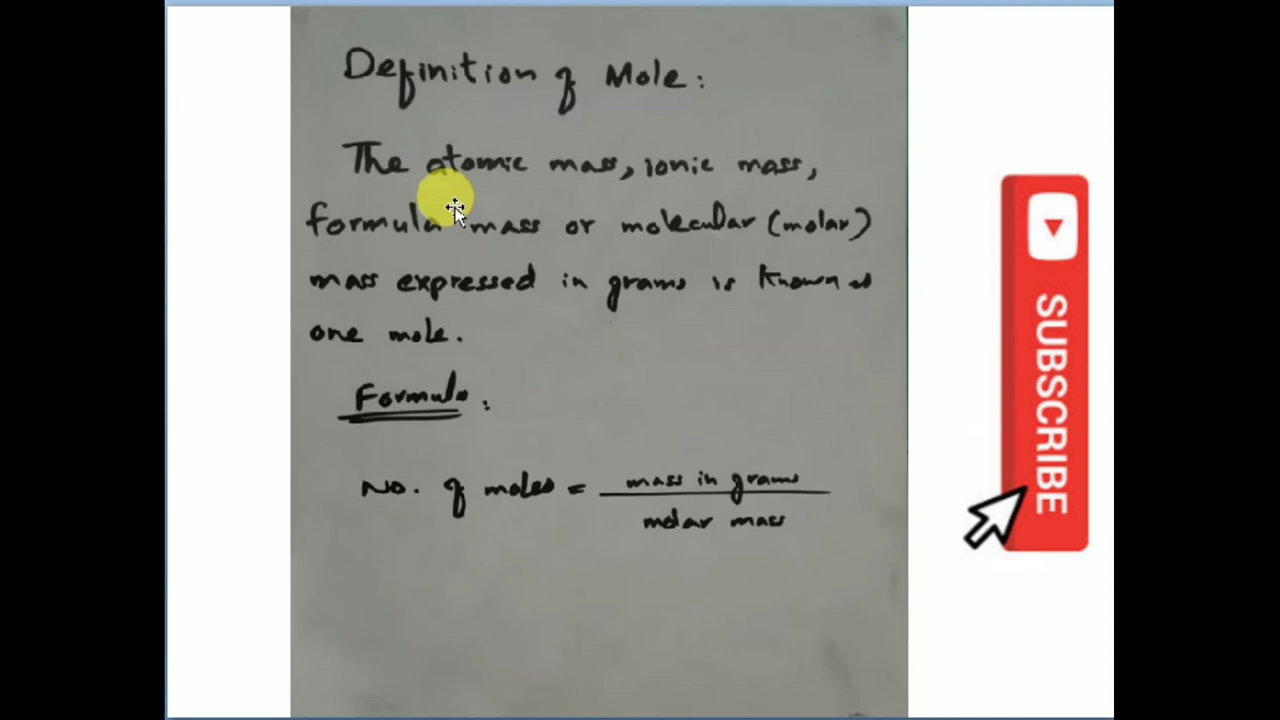 Definition of Mole:
The atomic mass, ionic mass,
formula mass or molecular (molar)
mass expressed in grams is known as
one mole.
Formula:
No. of moles = mass in grams
molar mass
SUBSCRIBE